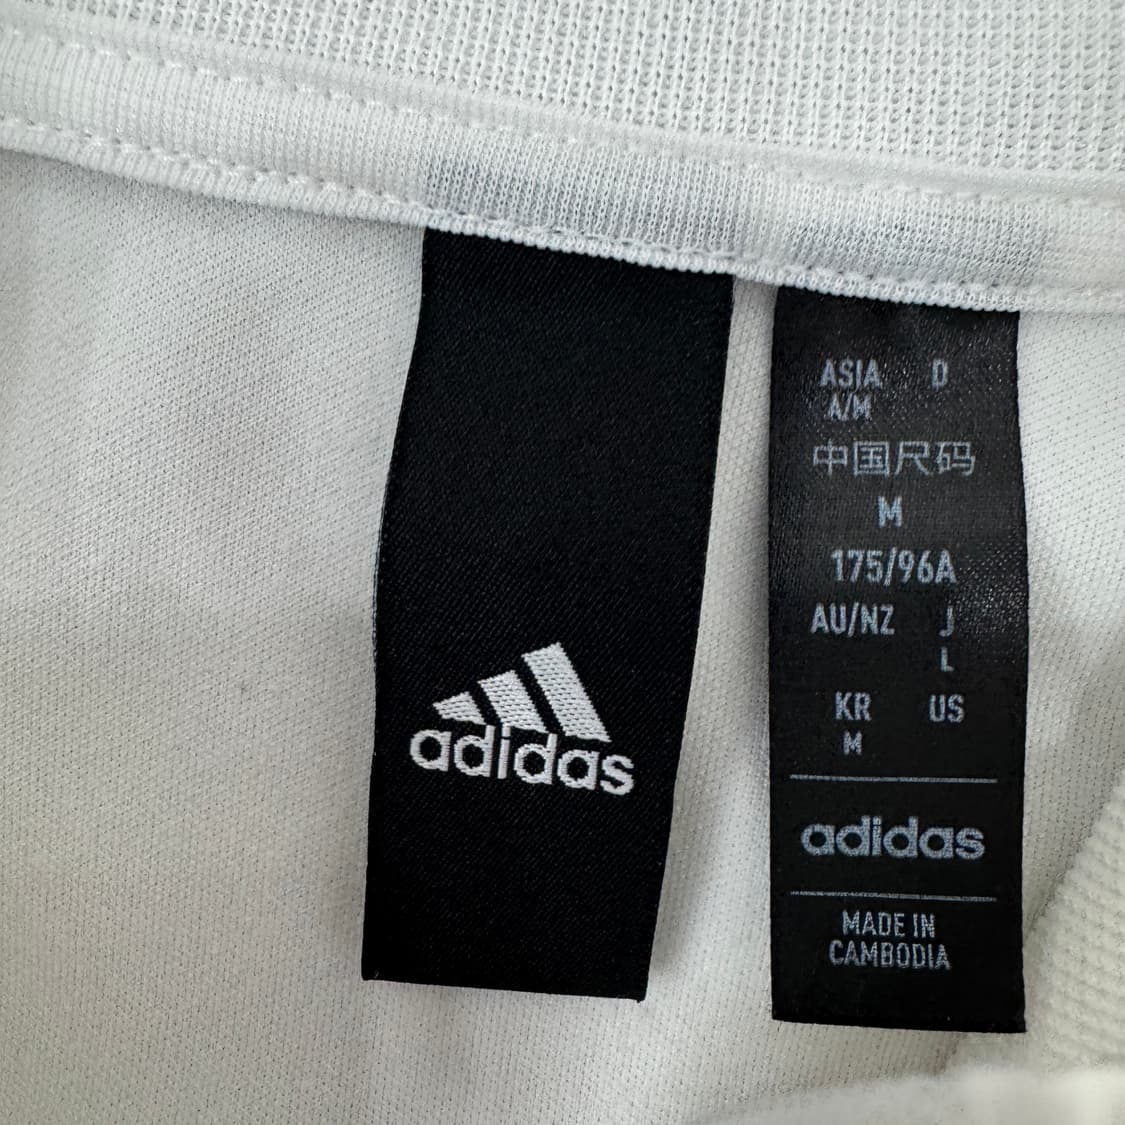 adidas
ASIA D
A/M
中国尺码
M
175/96A
AU/NZ J
L
KR US
M
adidas
MADE IN
CAMBODIA